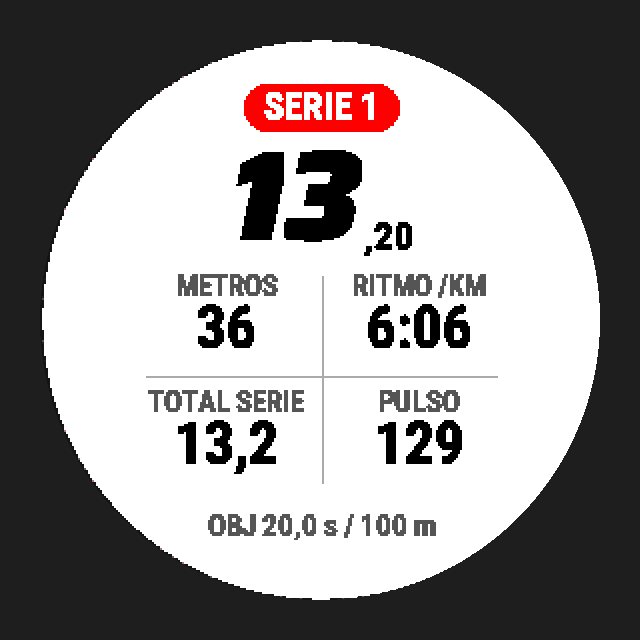 SERIE 1
13,20
METROS RITMO /KM
36 6:06
TOTAL SERIE PULSO
13,2 129
OBJ 20,0 s / 100 m